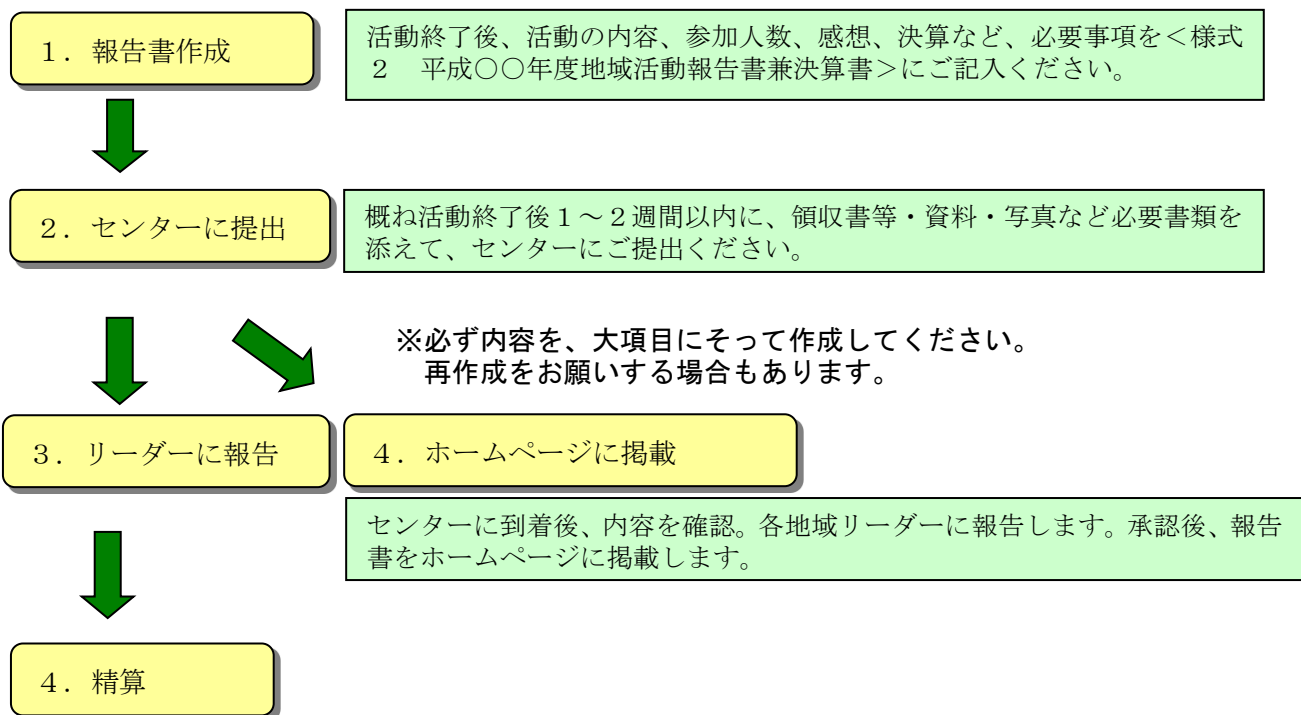 １．報告書作成
活動終了後、活動の内容、参加人数、感想、決算など、必要事項を＜様式
２　平成○○年度地域活動報告書兼決算書＞にご記入ください。
２．センターに提出
概ね活動終了後１～２週間以内に、領収書等・資料・写真など必要書類を
添えて、センターにご提出ください。
※必ず内容を、大項目にそって作成してください。
再作成をお願いする場合もあります。
３．リーダーに報告
４．ホームページに掲載
センターに到着後、内容を確認。各地域リーダーに報告します。承認後、報告
書をホームページに掲載します。
４．精算